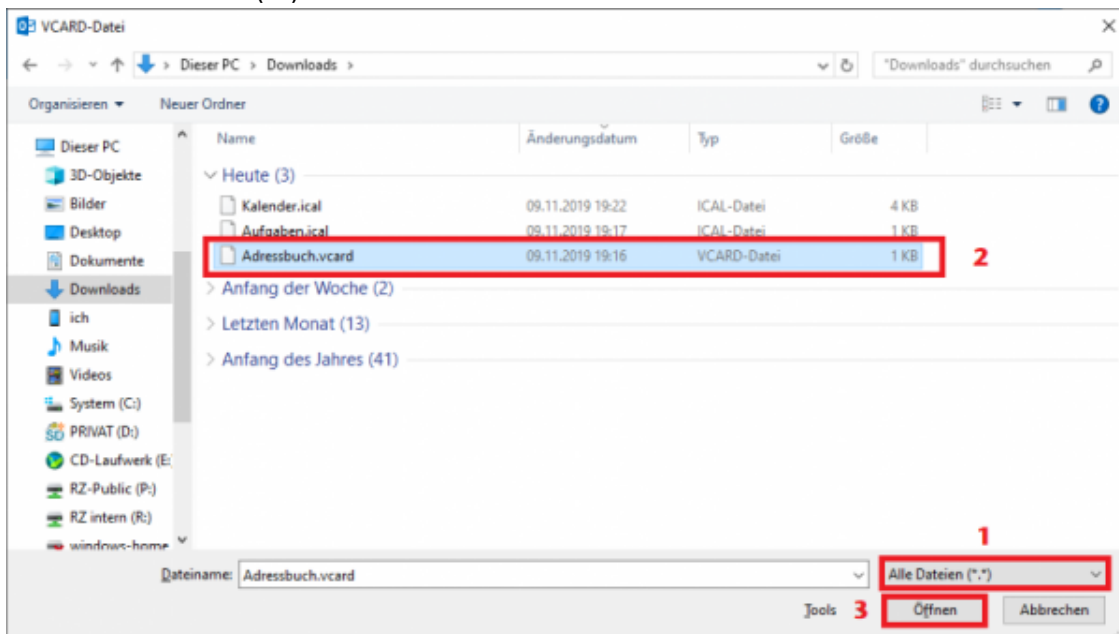 VCARD-Datei
Dieser PC > Downloads >
"Downloads" durchsuchen
Organisieren
Neuer Ordner
Name Änderungsdatum Typ Größe
Dieser PC
3D-Objekte
Bilder
Desktop
Dokumente
Downloads
ich
Musik
Videos
System (C:)
PRIVAT (D:)
CD-Laufwerk (E:
RZ-Public (P:)
RZ intern (R:)
windows-home
Heute (3)
Kalender.ical 09.11.2019 19:22 ICAL-Datei 4 KB
Aufgaben.ical 09.11.2019 19:17 ICAL-Datei 1 KB
Adressbuch.vcard 09.11.2019 19:16 VCARD-Datei 1 KB 2
Anfang der Woche (2)
Letzten Monat (13)
Anfang des Jahres (41)
1
Dateiname: Adressbuch.vcard Alle Dateien (*.*)
Tools 3 Öffnen Abbrechen